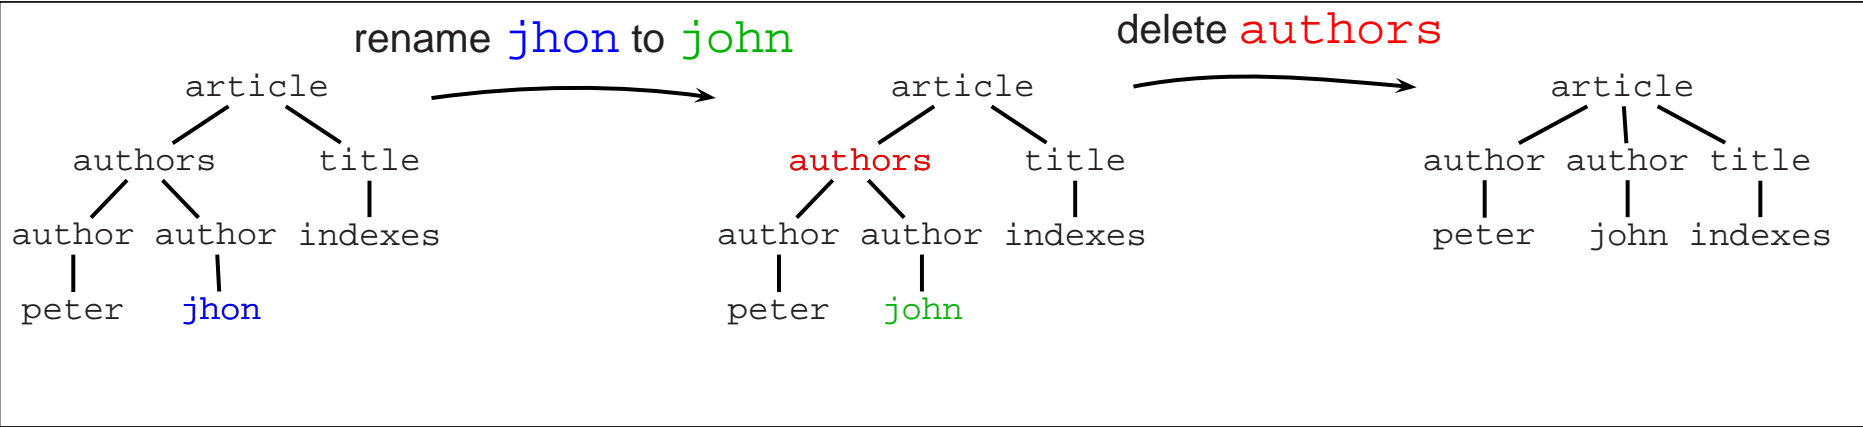 rename jhon to john
delete authors
article
authors title
author author indexes
peter jhon
article
authors title
author author indexes
peter john
article
author author title
peter john indexes